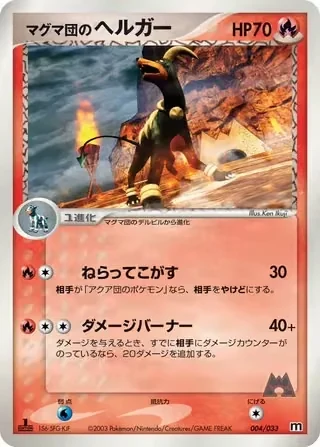 マグマ団のヘルガー HP70
Illus.Ken Ikuji
1進化
マグマ団のデルビルから進化
ねらってこがす 30
相手が「アクア団のポケモン」なら、相手をやけどにする。
ダメージバーナー 40+
ダメージを与えるとき、すでに相手にダメージカウンターがのっているなら、20ダメージを追加する。
弱点 抵抗力 にげる
©2003 Pokémon/Nintendo/Creatures/GAME FREAK
004/033
m